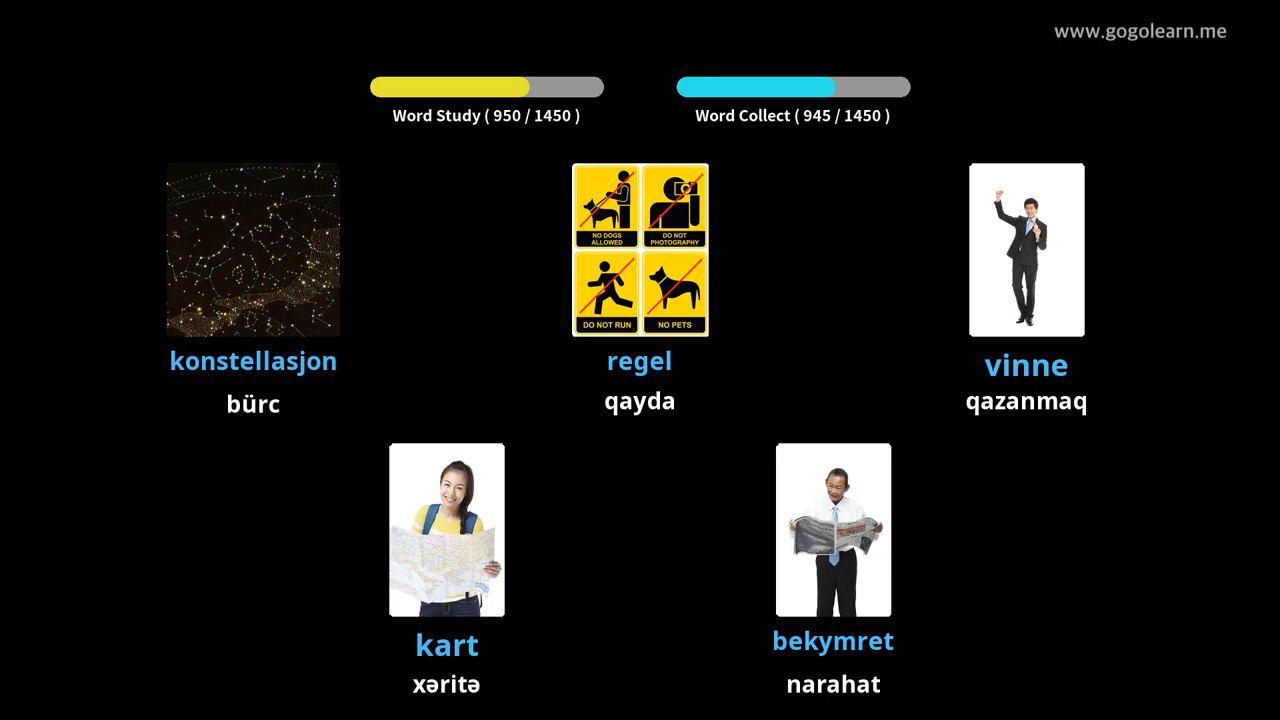 www.gogolearn.me
Word Study ( 950 / 1450 )
Word Collect ( 945 / 1450 )
NO DOGS
ALLOWED
DO NOT
PHOTOGRAPHY
DO NOT RUN
NO PETS
konstellasjon
regel
vinne
bürc
qayda
qazanmaq
kart
bekymret
xəritə
narahat